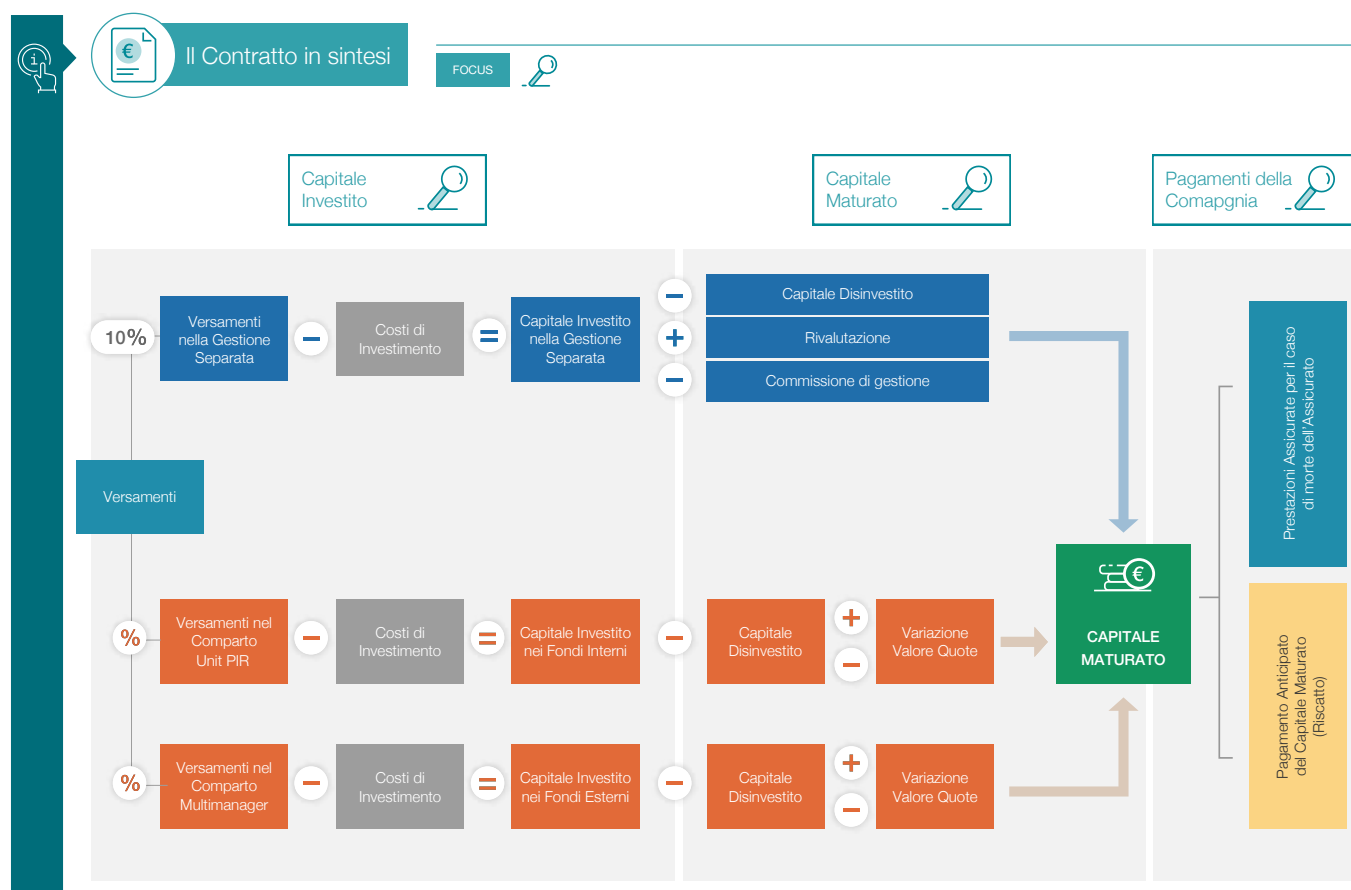 Il Contratto in sintesi
FOCUS
Capitale
Investito
Capitale
Maturato
Pagamenti della
Comapgnia
10%
Versamenti
nella Gestione
Separata
−
Costi di
Investimento
=
Capitale Investito
nella Gestione
Separata
−
Capitale Disinvestito
+
Rivalutazione
−
Commissione di gestione
Versamenti
%
Versamenti nel
Comparto
Unit PIR
−
Costi di
Investimento
=
Capitale Investito
nei Fondi Interni
−
Capitale
Disinvestito
+
−
Variazione
Valore Quote
%
Versamenti nel
Comparto
Multimanager
−
Costi di
Investimento
=
Capitale Investito
nei Fondi Esterni
−
Capitale
Disinvestito
+
−
Variazione
Valore Quote
€
CAPITALE
MATURATO
Prestazioni Assicurate per il caso
di morte dell'Assicurato
Pagamento Anticipato
del Capitale Maturato
(Riscatto)